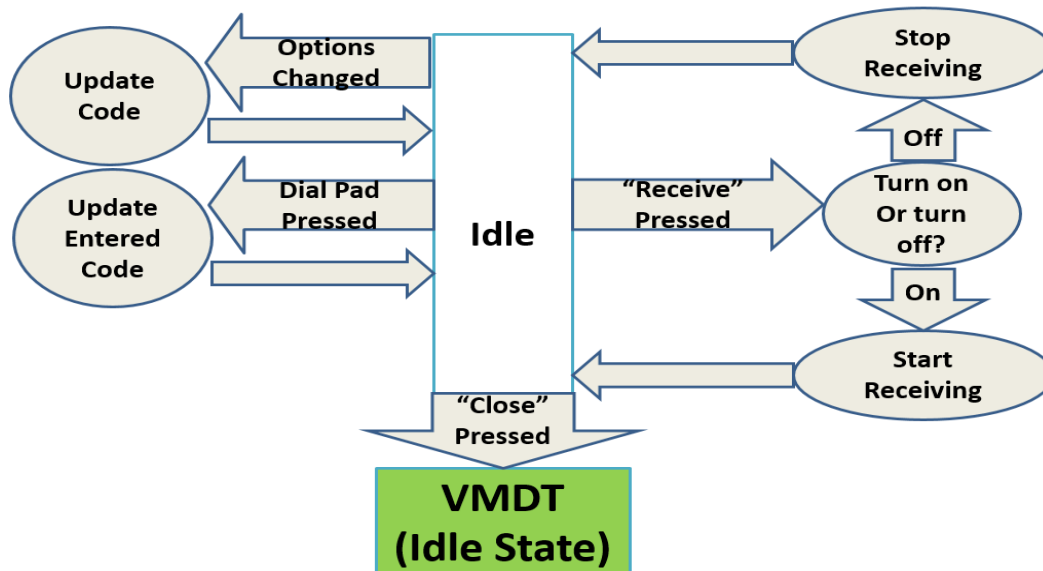 Update
Code
Options
Changed
Update
Entered
Code
Dial Pad
Pressed
Idle
“Receive”
Pressed
Stop
Receiving
Off
Turn on
Or turn
off?
On
Start
Receiving
“Close”
Pressed
VMDT
(Idle State)